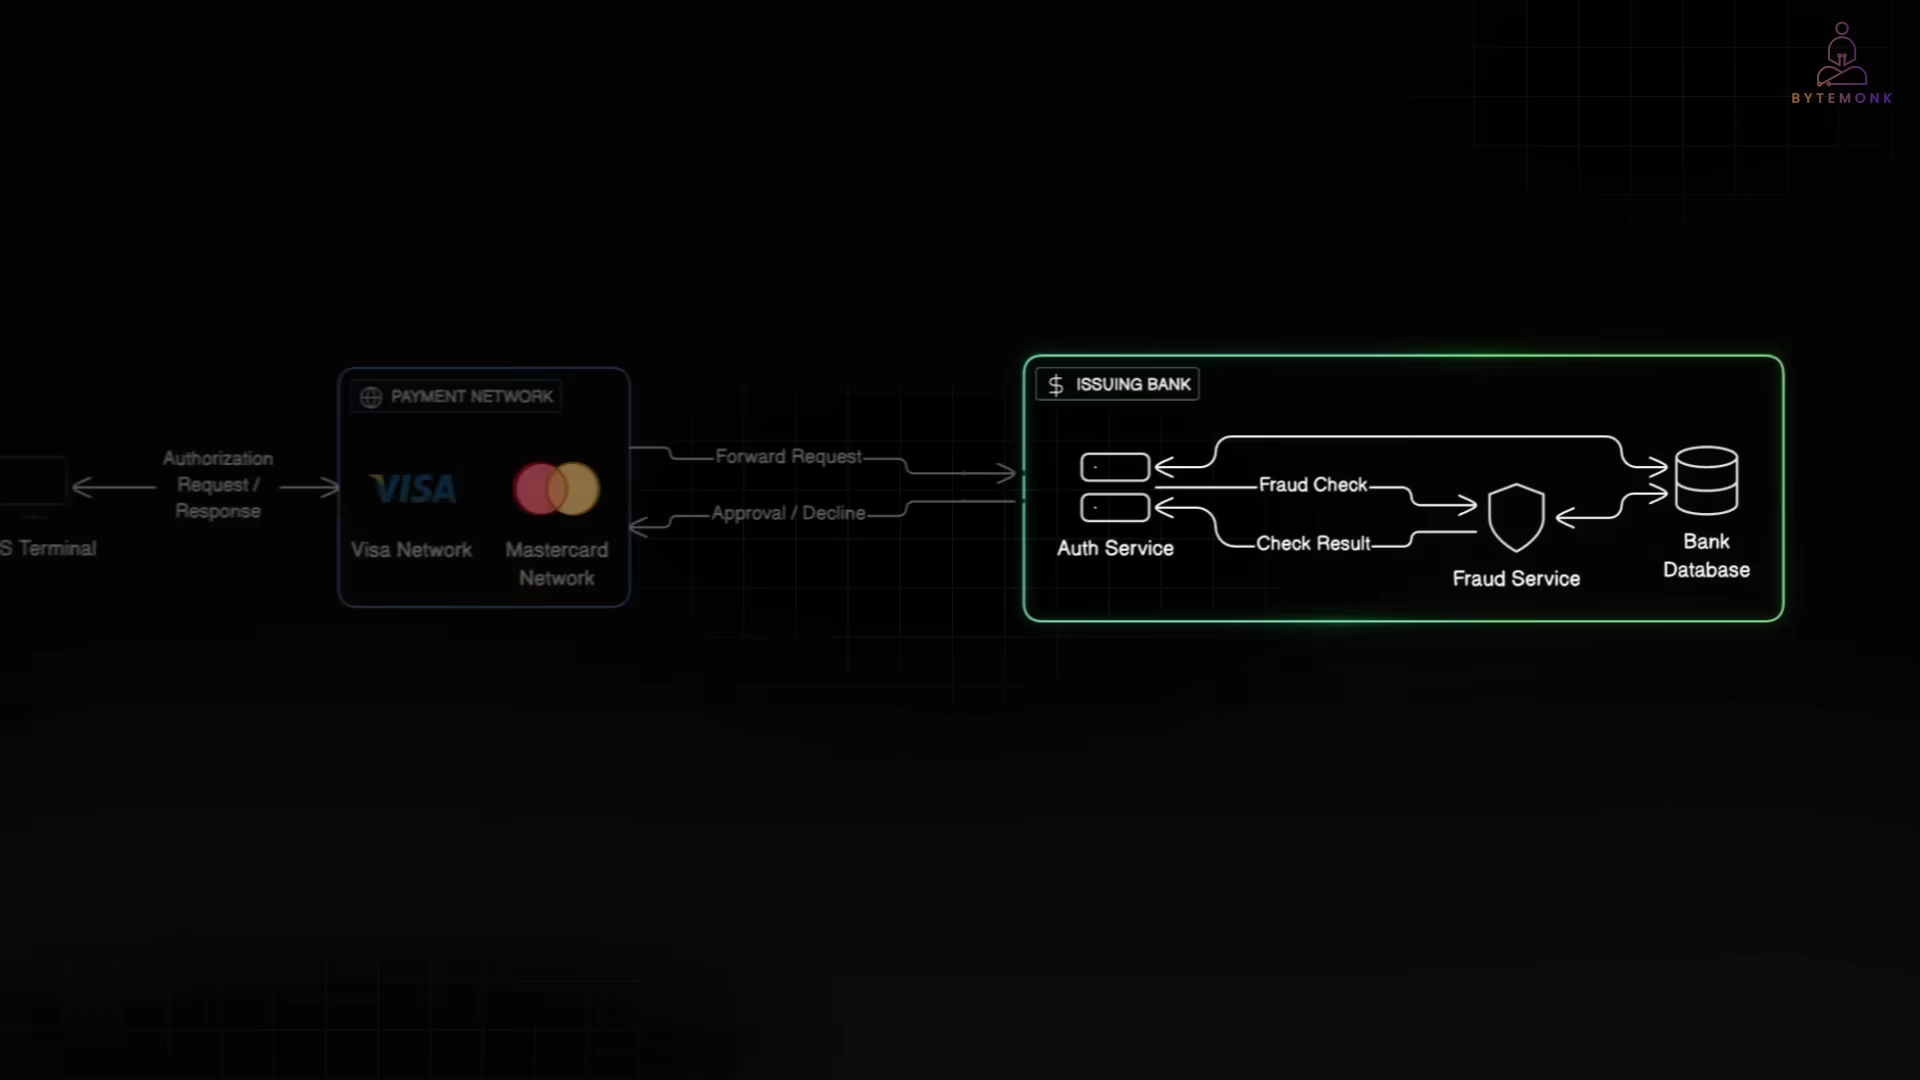 BYTEMONK
ISSUING BANK
PAYMENT NETWORK
Authorization
Request /
Response
Forward Request
Approval / Decline
VISA
Visa Network
Mastercard
Network
S Terminal
Fraud Check
Check Result
Auth Service
Fraud Service
Bank
Database